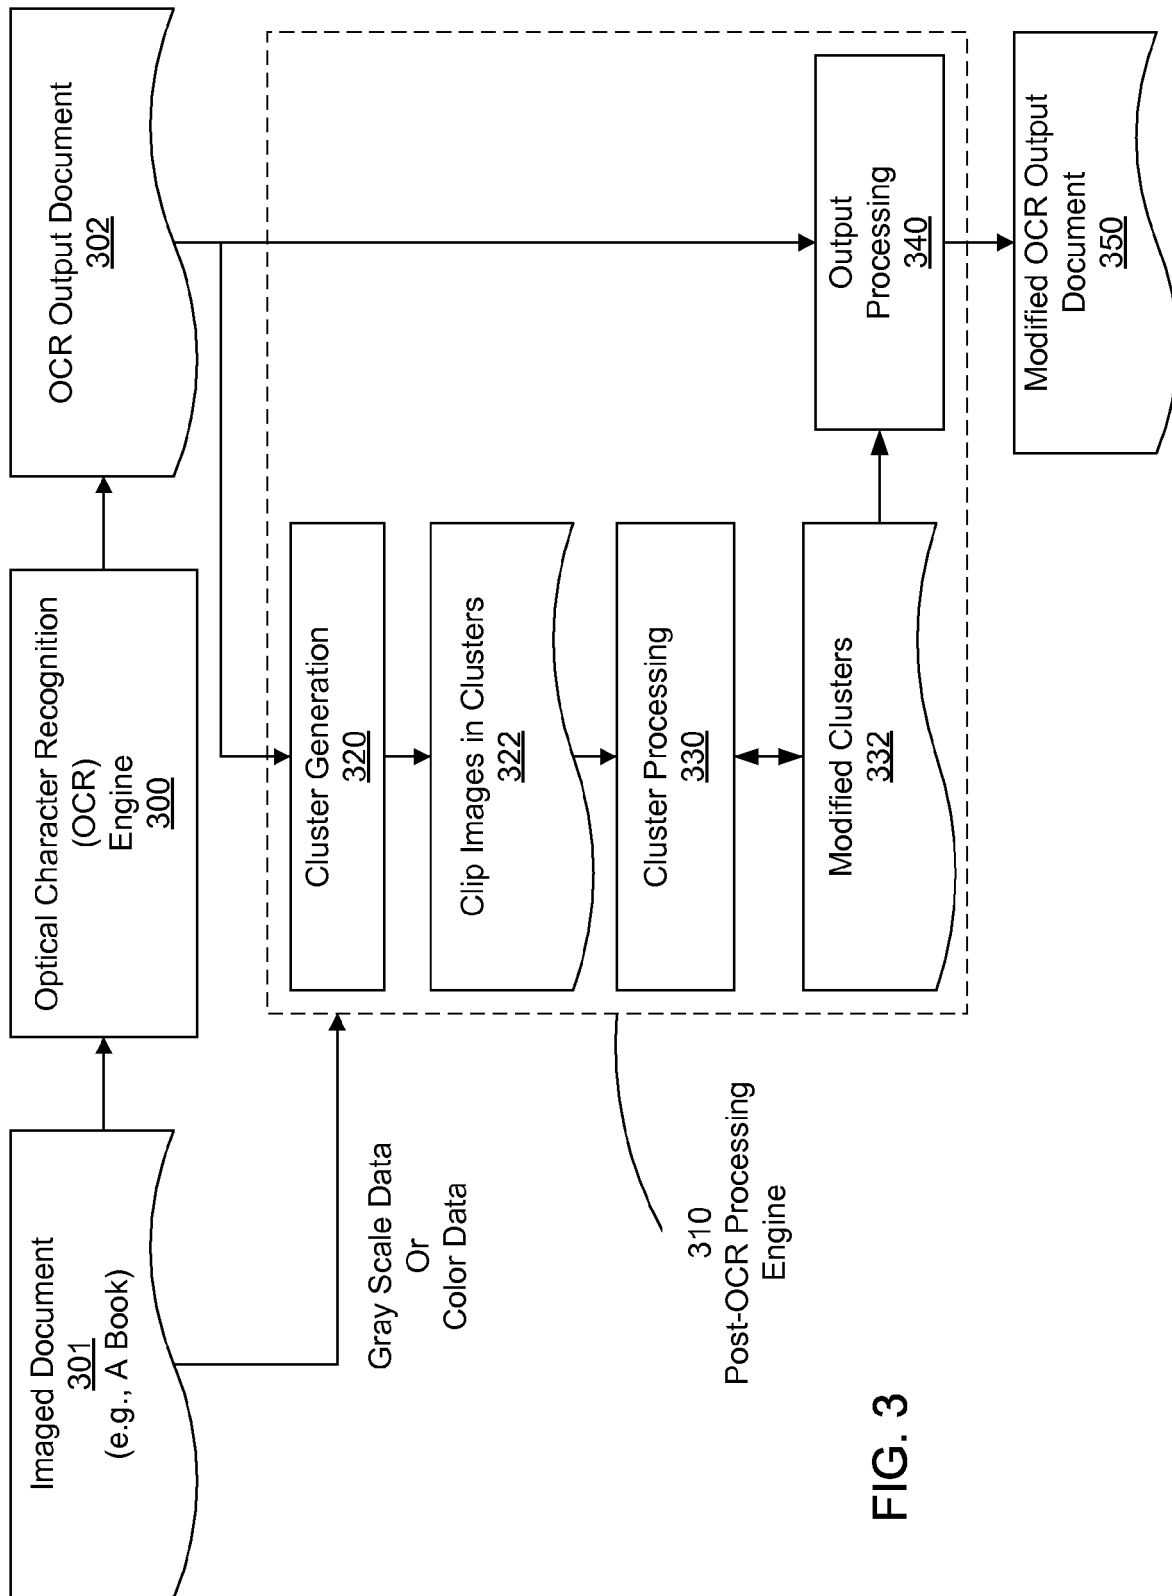 Imaged Document
301
(e.g., A Book)
Optical Character Recognition
(OCR)
Engine
300
OCR Output Document
302
Gray Scale Data
Or
Color Data
310
Post-OCR Processing
Engine
Cluster Generation
320
Clip Images in Clusters
322
Cluster Processing
330
Modified Clusters
332
Output
Processing
340
Modified OCR Output
Document
350
FIG. 3